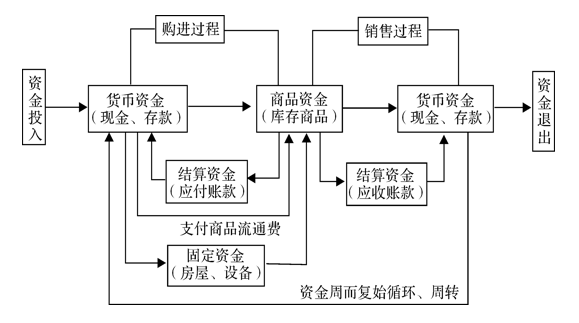 购进过程
销售过程
资金投入
货币资金
（现金、存款）
商品资金
（库存商品）
货币资金
（现金、存款）
资金退出
结算资金
（应付账款）
结算资金
（应收账款）
支付商品流通费
固定资金
（房屋、设备）
资金周而复始循环、周转